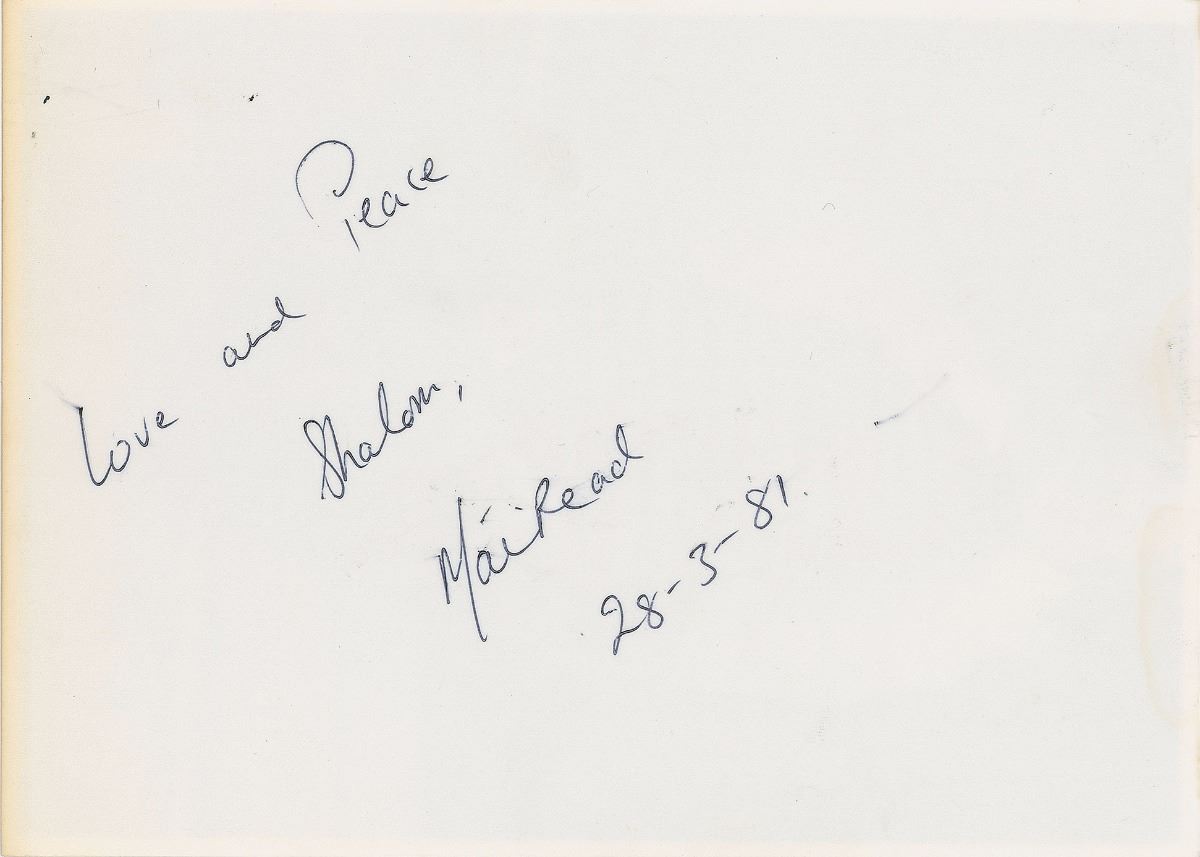 Love and Peace
Shalom,
Máiread
28-3-81.